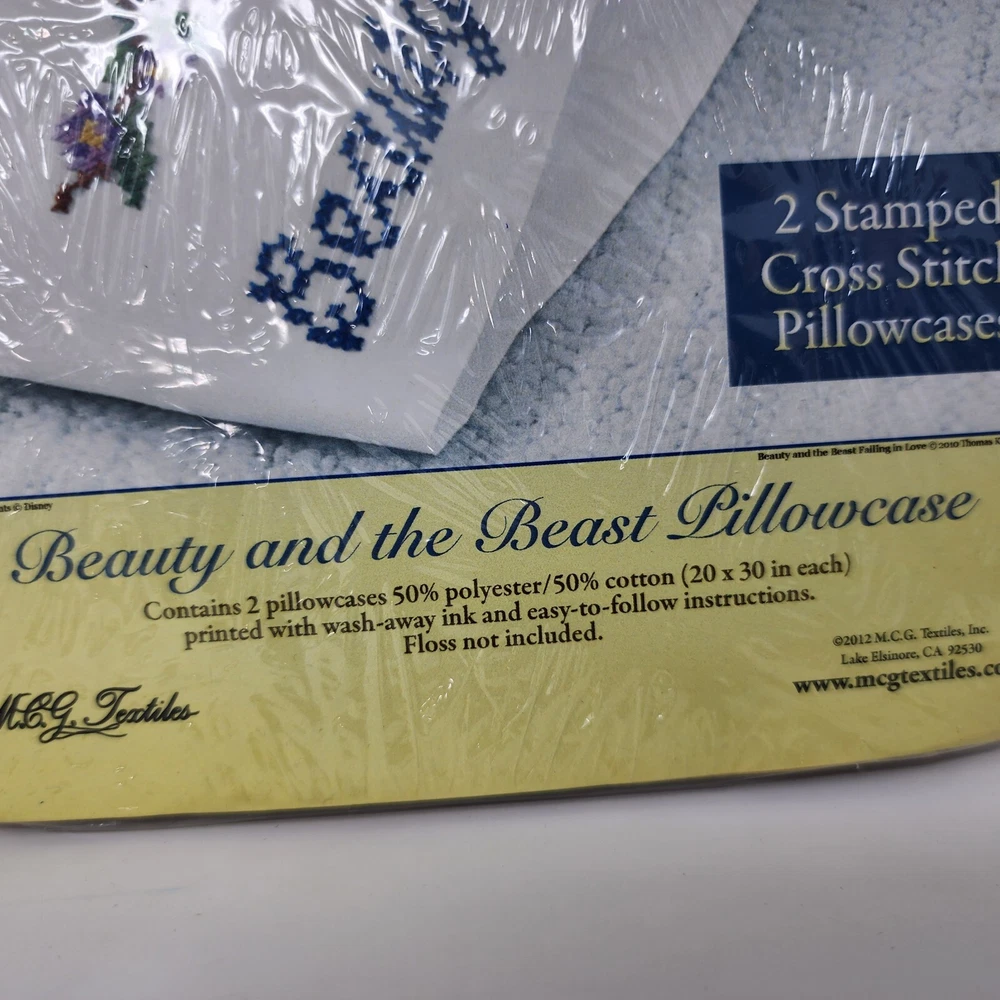 2 Stamped
Cross Stitch
Pillowcases
Beauty and the Beast Falling in Love © 2010 Thomas
© Disney
Beauty and the Beast Pillowcase
Contains 2 pillowcases 50% polyester/50% cotton (20 x 30 in each)
printed with wash-away ink and easy-to-follow instructions.
Floss not included.
©2012 M.C.G. Textiles, Inc.
Lake Elsinore, CA 92530
www.mcgtextiles.co
M.C.G. Textiles